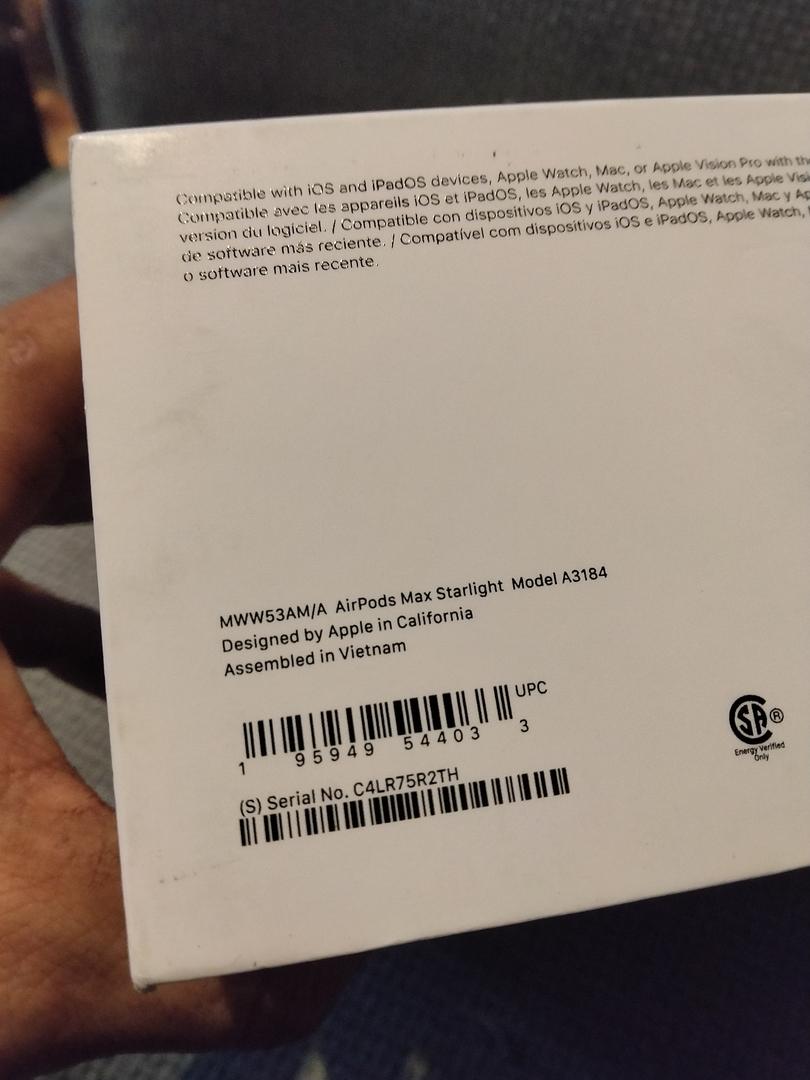 Compatible with iOS and iPadOS devices, Apple Watch, Mac, or Apple Vision Pro with the
Compatible avec les appareils iOS et iPadOS, les Apple Watch, les Mac et les Apple Visi
version du logiciel. / Compatible con dispositivos iOS y iPadOS, Apple Watch, Mac y Ap
de software más reciente. / Compatível com dispositivos iOS e iPadOS, Apple Watch,
o software mais recente.
MWW53AM/A AirPods Max Starlight Model A3184
Designed by Apple in California
Assembled in Vietnam
UPC
1 95949 54403 3
(S) Serial No. C4LR75R2TH
SA®
Energy Verified
Only